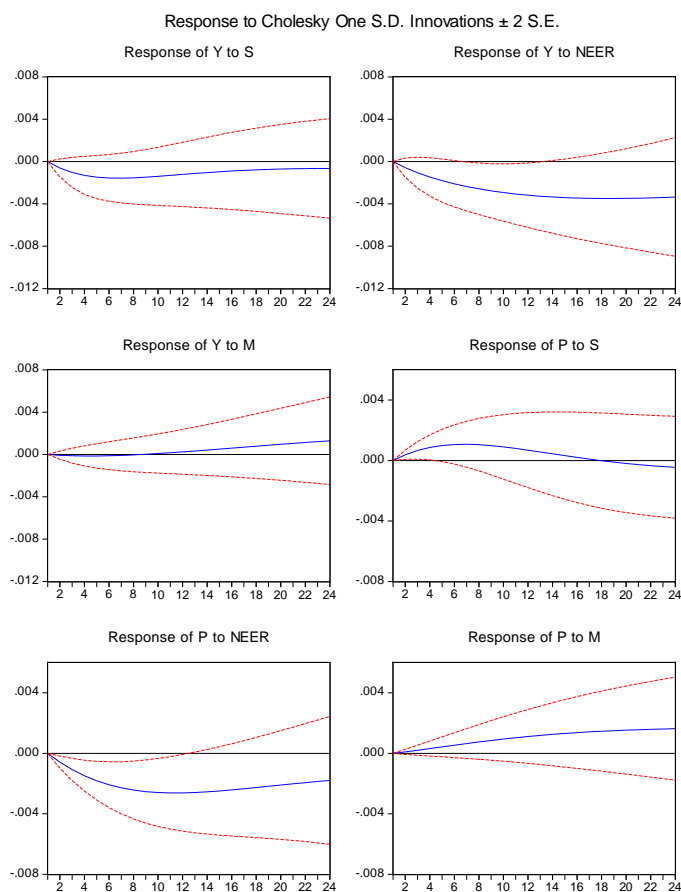 Response to Cholesky One S.D. Innovations ± 2 S.E.
Response of Y to S
.008
.004
.000
-.004
-.008
-.012
2 4 6 8 10 12 14 16 18 20 22 24
Response of Y to NEER
.008
.004
.000
-.004
-.008
-.012
2 4 6 8 10 12 14 16 18 20 22 24
Response of Y to M
.008
.004
.000
-.004
-.008
-.012
2 4 6 8 10 12 14 16 18 20 22 24
Response of P to S
.004
.000
-.004
-.008
2 4 6 8 10 12 14 16 18 20 22 24
Response of P to NEER
.004
.000
-.004
-.008
2 4 6 8 10 12 14 16 18 20 22 24
Response of P to M
.004
.000
-.004
-.008
2 4 6 8 10 12 14 16 18 20 22 24